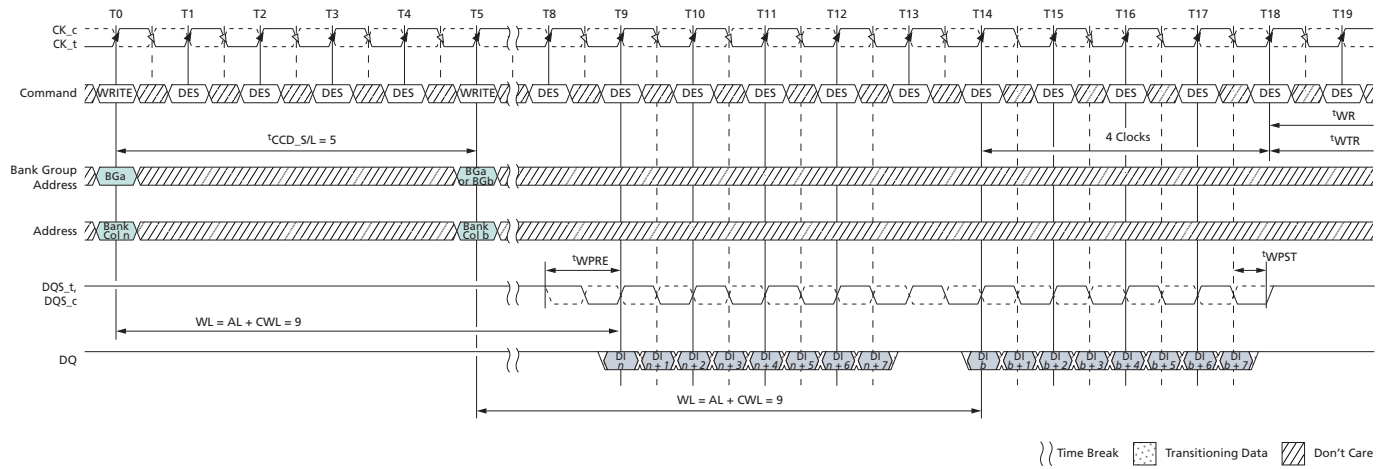 T0 T1 T2 T3 T4 T5 T8 T9 T10 T11 T12 T13 T14 T15 T16 T17 T18 T19
CK_c
CK_t
Command WRITE DES DES DES DES WRITE DES DES DES DES DES DES DES DES DES DES DES DES
tWR
tCCD_S/L = 5 4 Clocks tWTR
Bank Group
Address
BGa
BGa
or BGb
Address
Bank
Col n
Bank
Col b
tWPRE tWPST
DQS_t,
DQS_c
WL = AL + CWL = 9
DQ
DI
n
DI
n + 1
DI
n + 2
DI
n + 3
DI
n + 4
DI
n + 5
DI
n + 6
DI
n + 7
DI
b
DI
b + 1
DI
b + 2
DI
b + 3
DI
b + 4
DI
b + 5
DI
b + 6
DI
b + 7
WL = AL + CWL = 9
Time Break Transitioning Data Don't Care